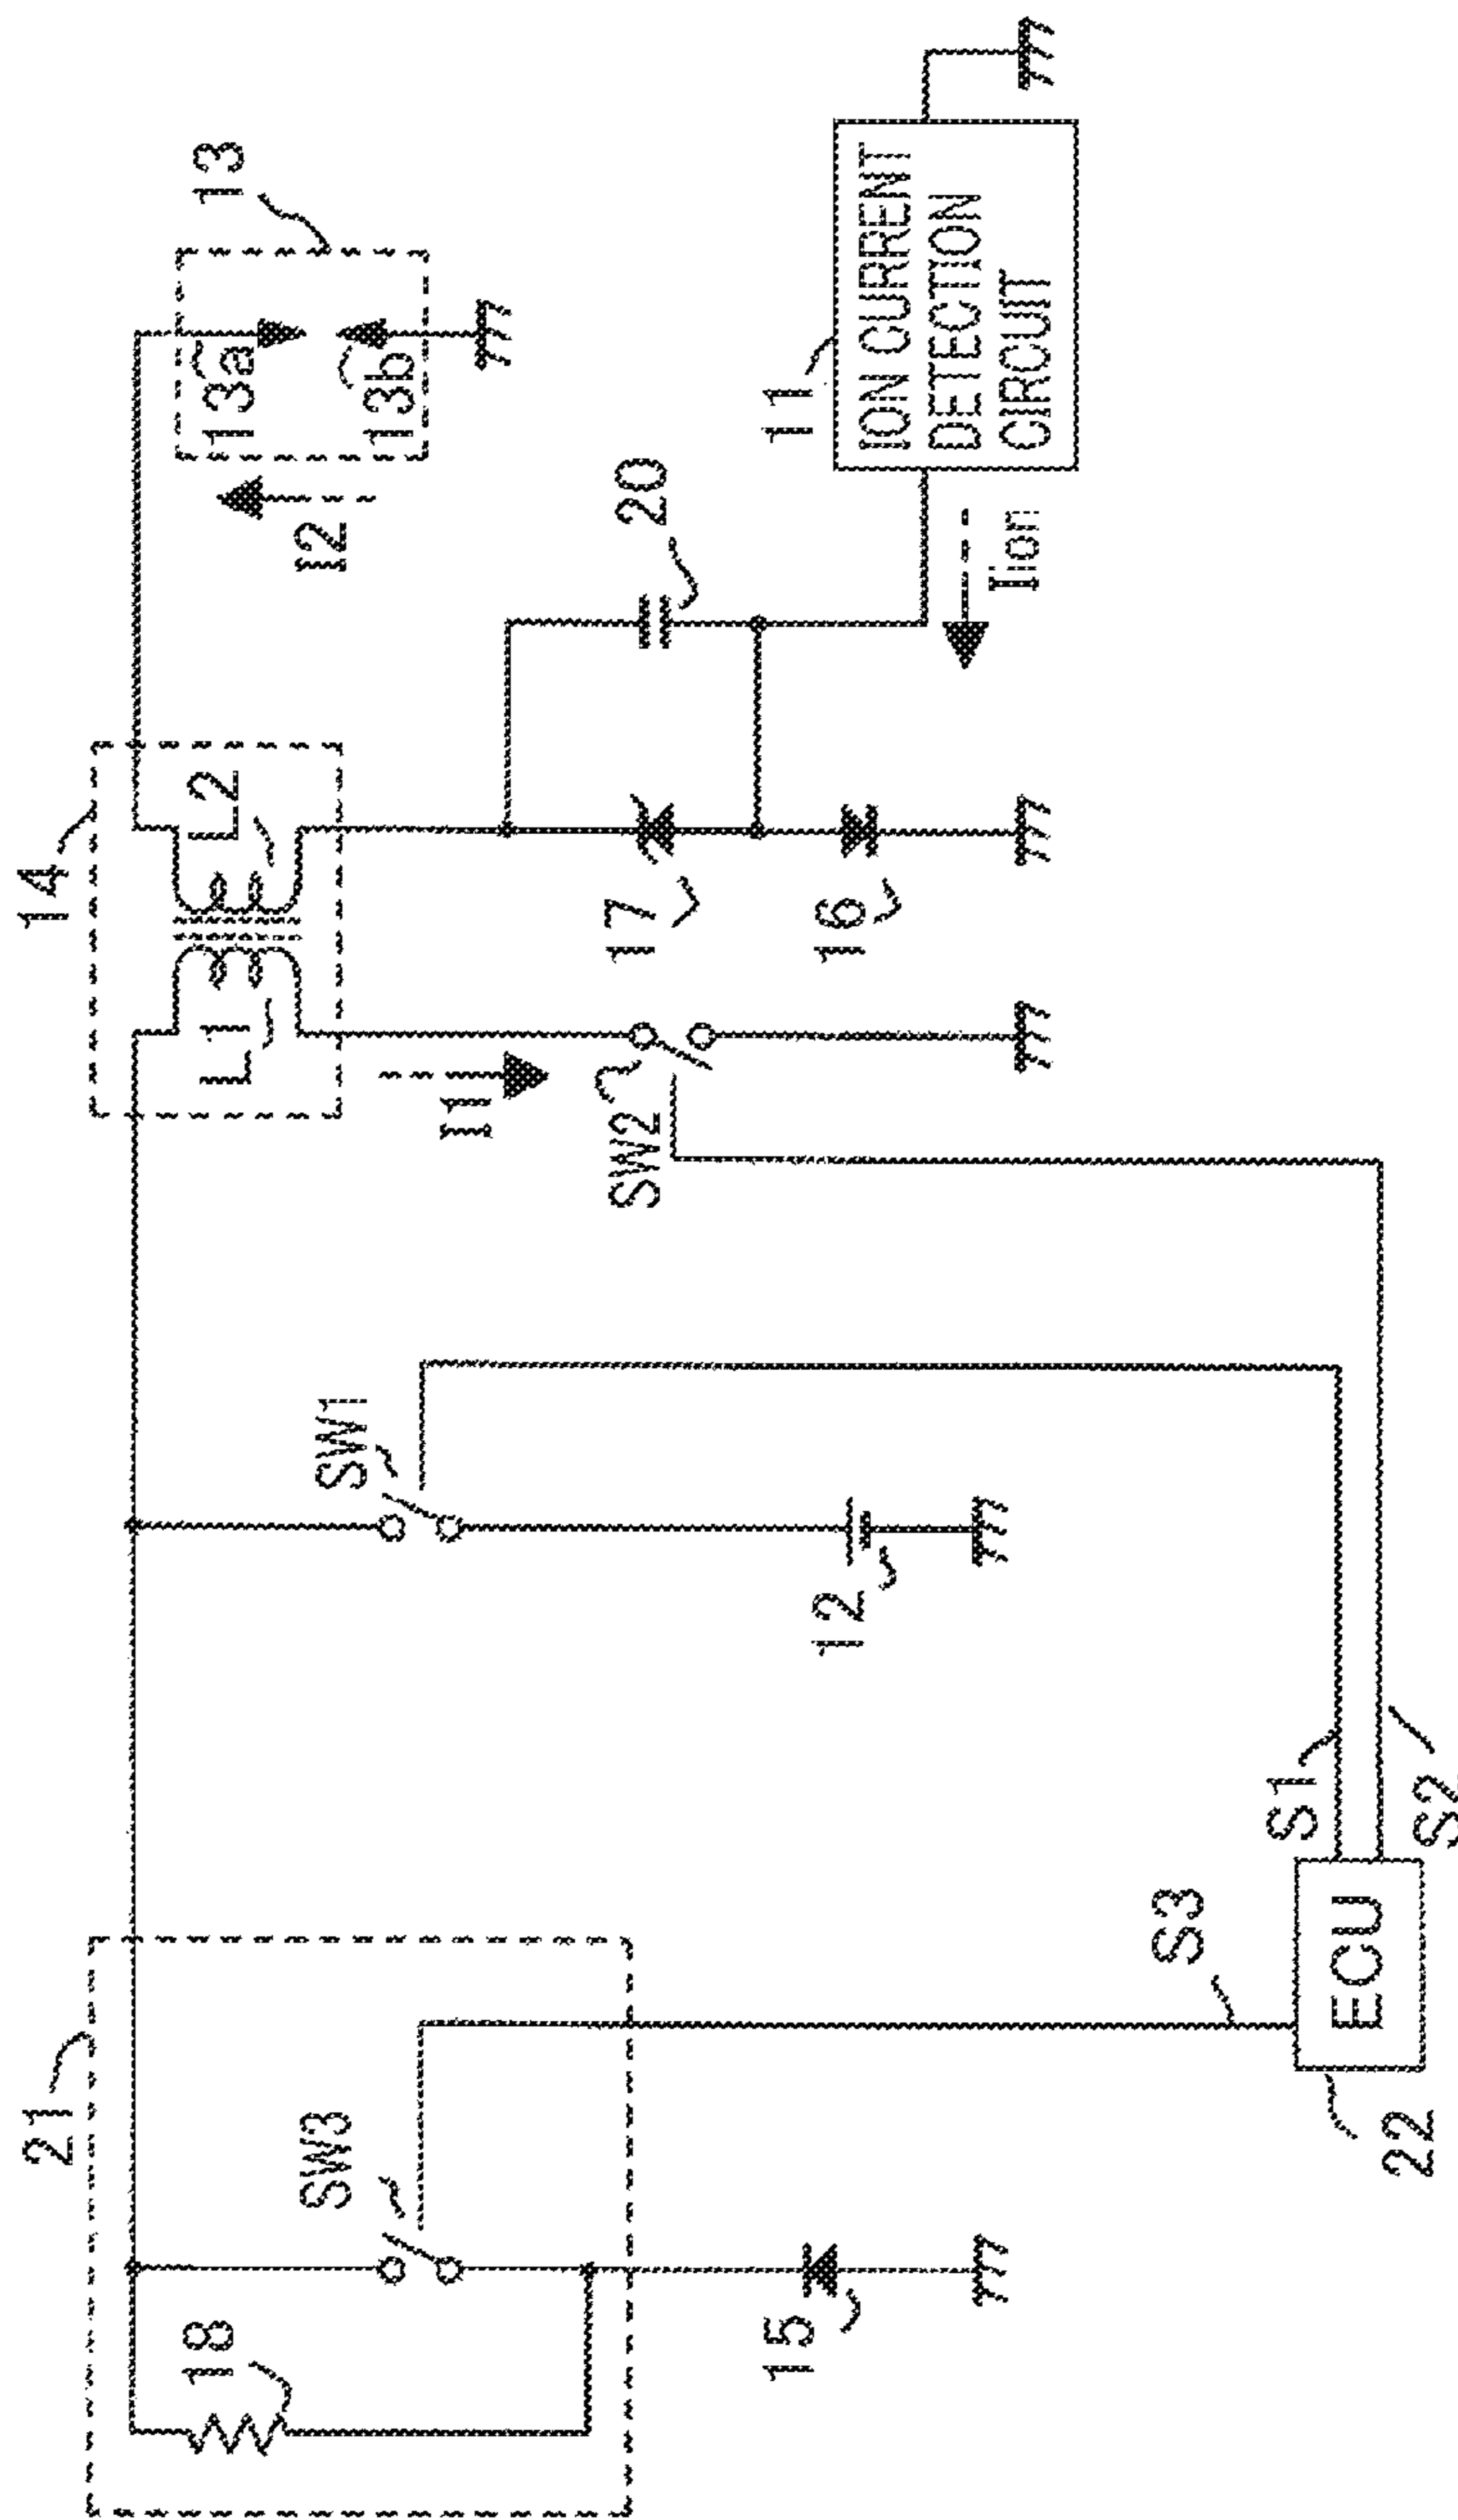 21
14
13
18
L1
L2
13a
SW3
SW1
I2
13b
I1
SW2
17
20
15
12
16
11
ION CURRENT
DETECTION
CIRCUIT
Iion
S3
S1
ECU
22
S2